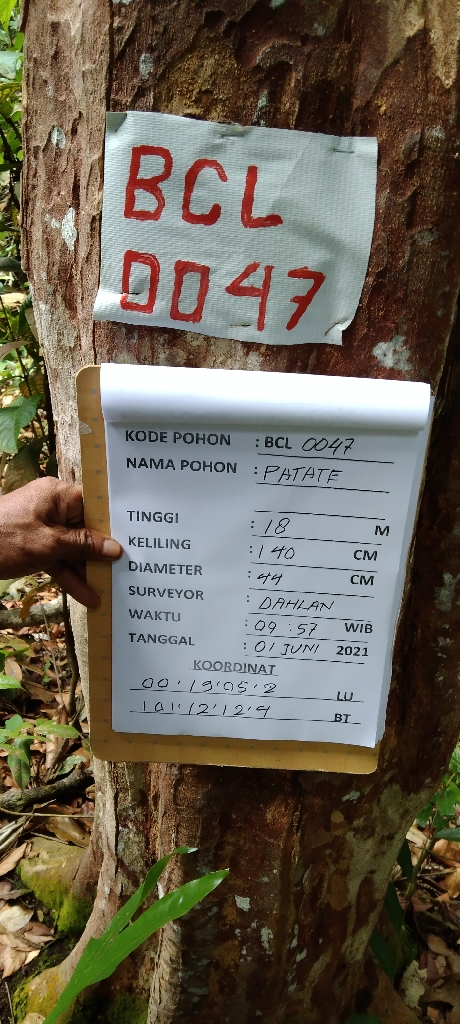 BCL
0047
KODE POHON : BCL 0047
NAMA POHON : PATATE
TINGGI : 18 M
KELILING : 140 CM
DIAMETER : 44 CM
SURVEYOR : DAHLAN
WAKTU : 09:57 WIB
TANGGAL : 01 JUNI 2021
KOORDINAT
00'19'05'2 LU
101'12'12'4 BT